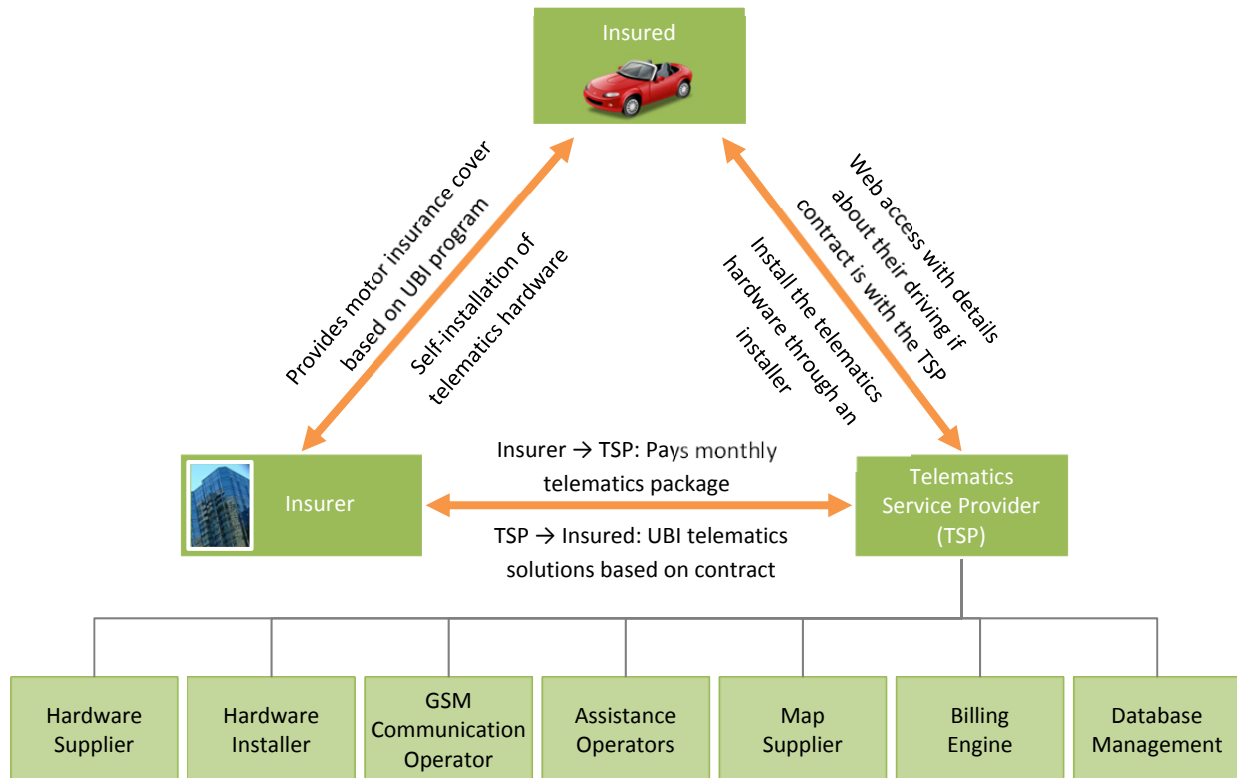 Insured
Provides motor insurance cover
based on UBI program
Self-installation of
telematics hardware
Web access with details
about their driving if
contract is with the TSP
Install the telematics
hardware through an
installer
Insurer
Insurer → TSP: Pays monthly
telematics package
TSP → Insured: UBI telematics
solutions based on contract
Telematics
Service Provider
(TSP)
Hardware
Supplier
Hardware
Installer
GSM
Communication
Operator
Assistance
Operators
Map
Supplier
Billing
Engine
Database
Management